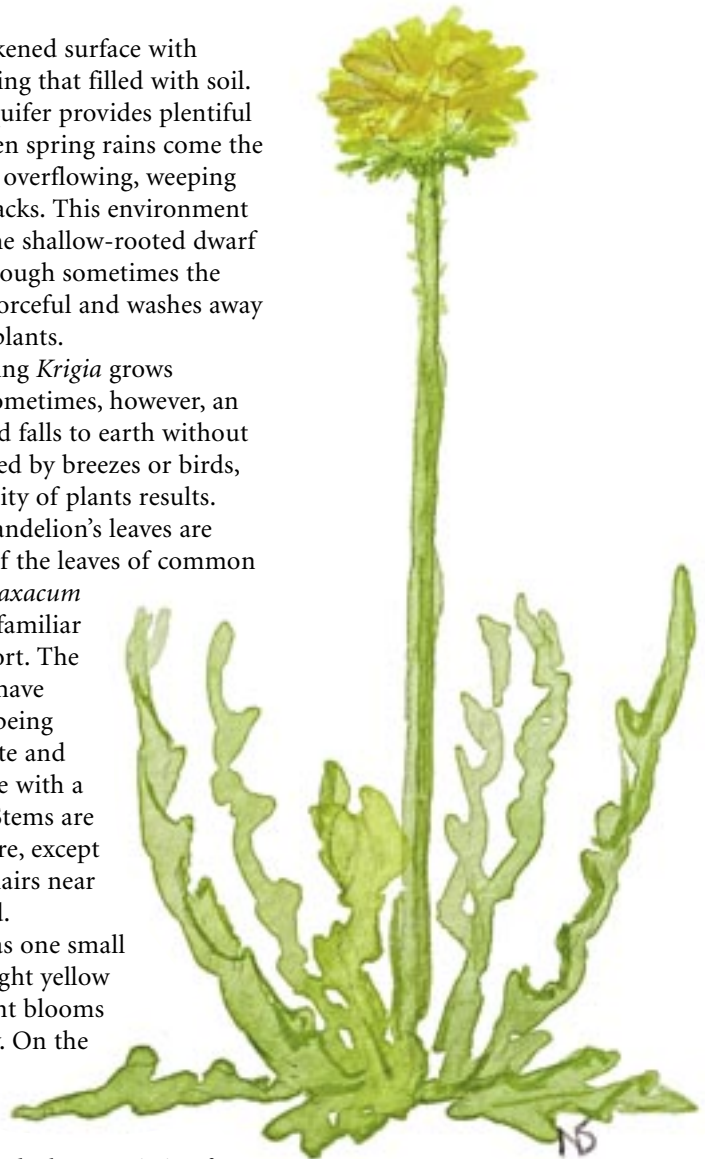 kened surface with
ing that filled with soil.
uifer provides plentiful
en spring rains come the
overflowing, weeping
acks. This environment
ne shallow-rooted dwarf
ough sometimes the
orceful and washes away
plants.
ing Krigia grows
ometimes, however, an
d falls to earth without
ed by breezes or birds,
ity of plants results.
andelion's leaves are
f the leaves of common
axacum
familiar
ort. The
have
being
te and
e with a
Stems are
re, except
airs near
d.
as one small
ght yellow
nt blooms
. On the
NS